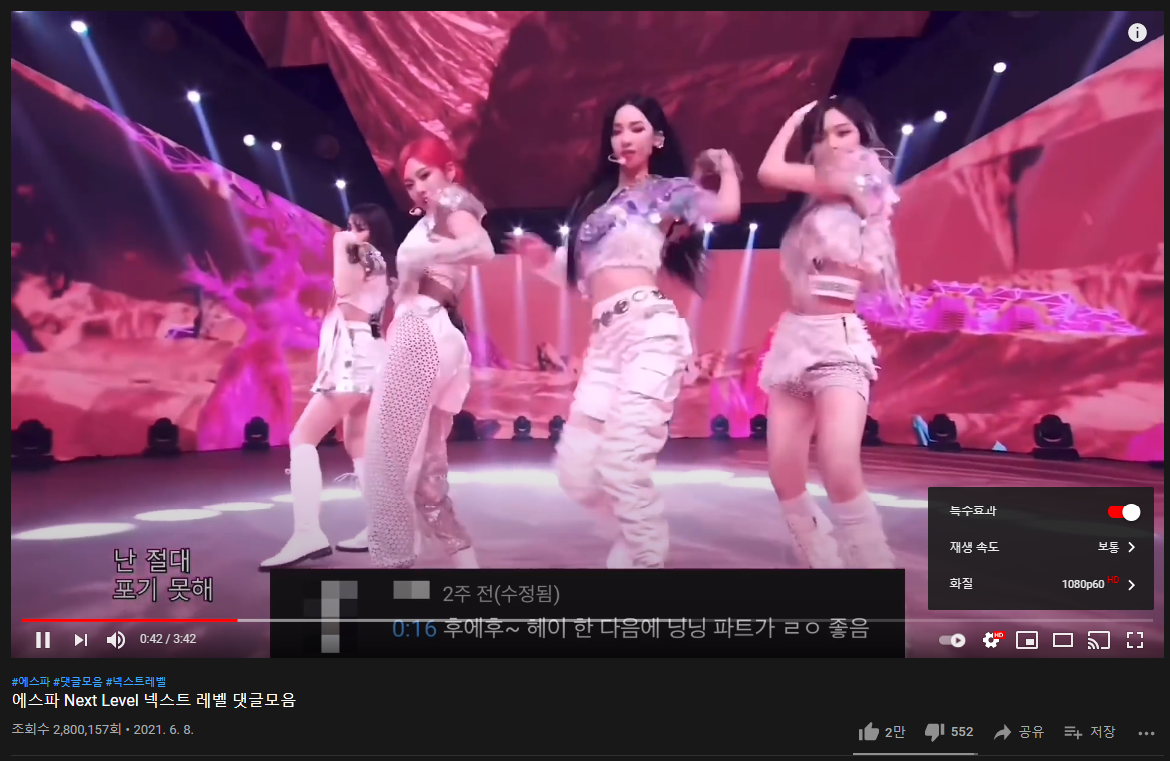 특수효과
재생 속도 보통
화질 1080p60 HD
난 절대
포기 못해
2주 전(수정됨)
0:16 후에후~ 헤이 한 다음에 닝닝 파트가 ㄹㅇ 좋음
0:42 / 3:42
HD
#에스파 #댓글모음 #넥스트레벨
에스파 Next Level 넥스트 레벨 댓글모음
조회수 2,800,157회 • 2021. 6. 8.
2만 552 공유 저장